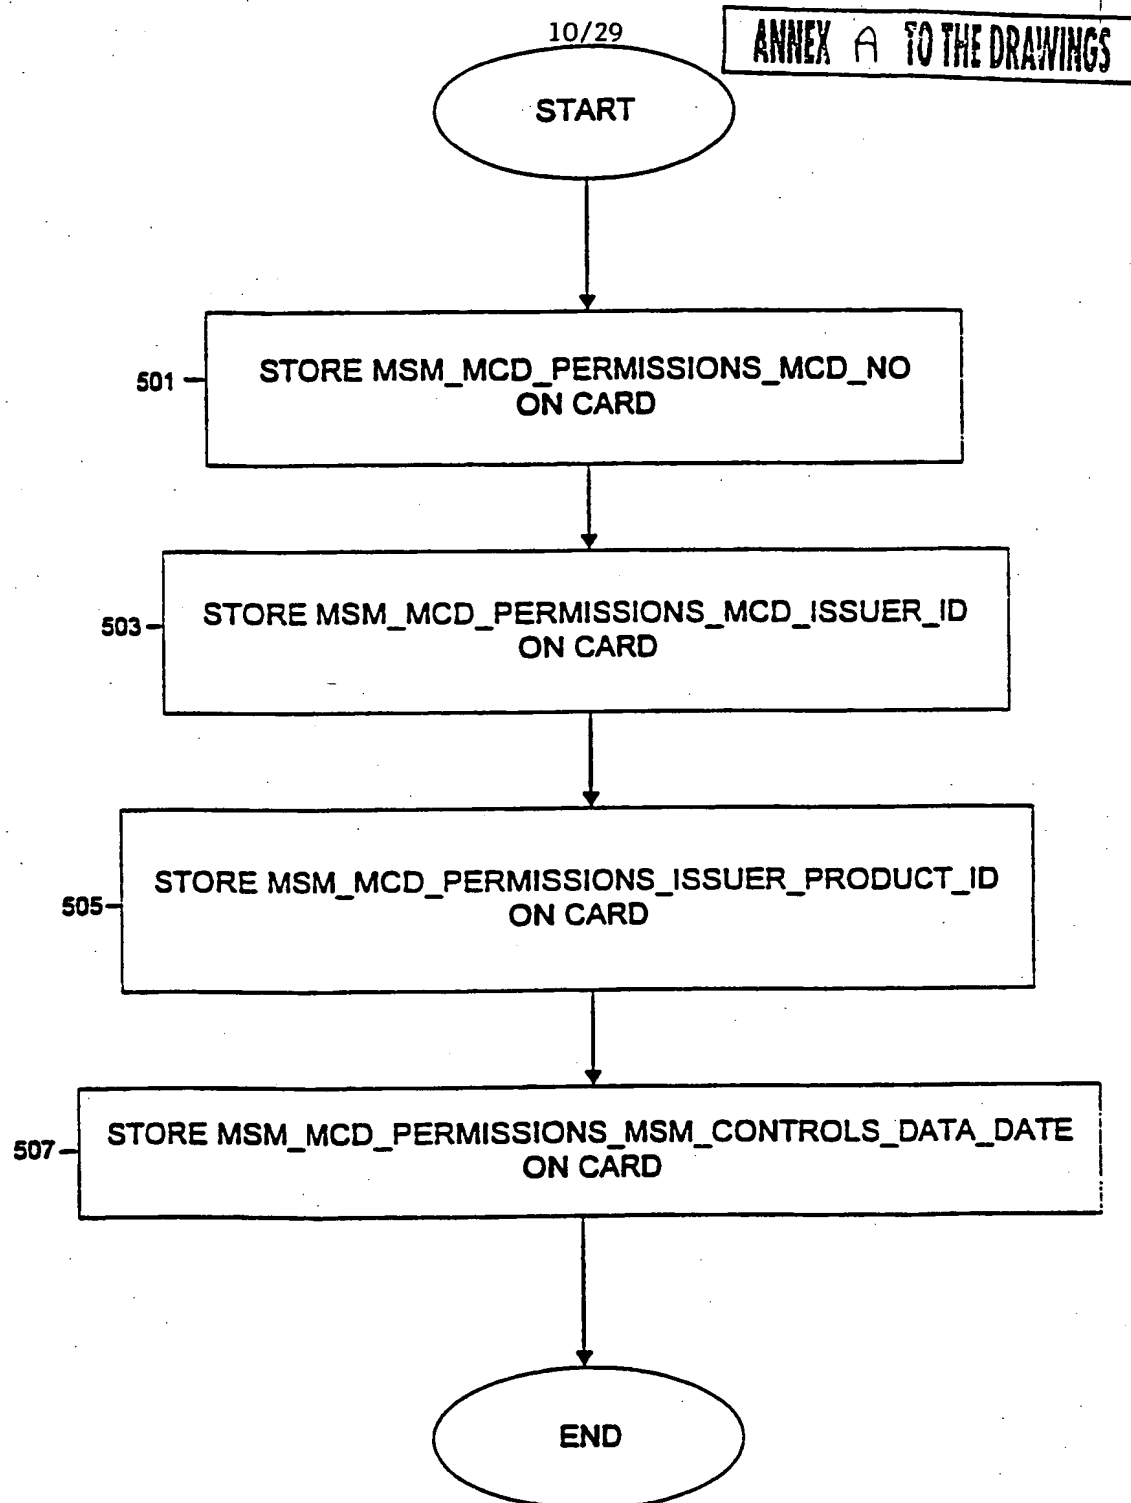 10/29
ANNEX A TO THE DRAWINGS
START
501
STORE MSM_MCD_PERMISSIONS_MCD_NO
ON CARD
503
STORE MSM_MCD_PERMISSIONS_MCD_ISSUER_ID
ON CARD
505
STORE MSM_MCD_PERMISSIONS_ISSUER_PRODUCT_ID
ON CARD
507
STORE MSM_MCD_PERMISSIONS_MSM_CONTROLS_DATA_DATE
ON CARD
END